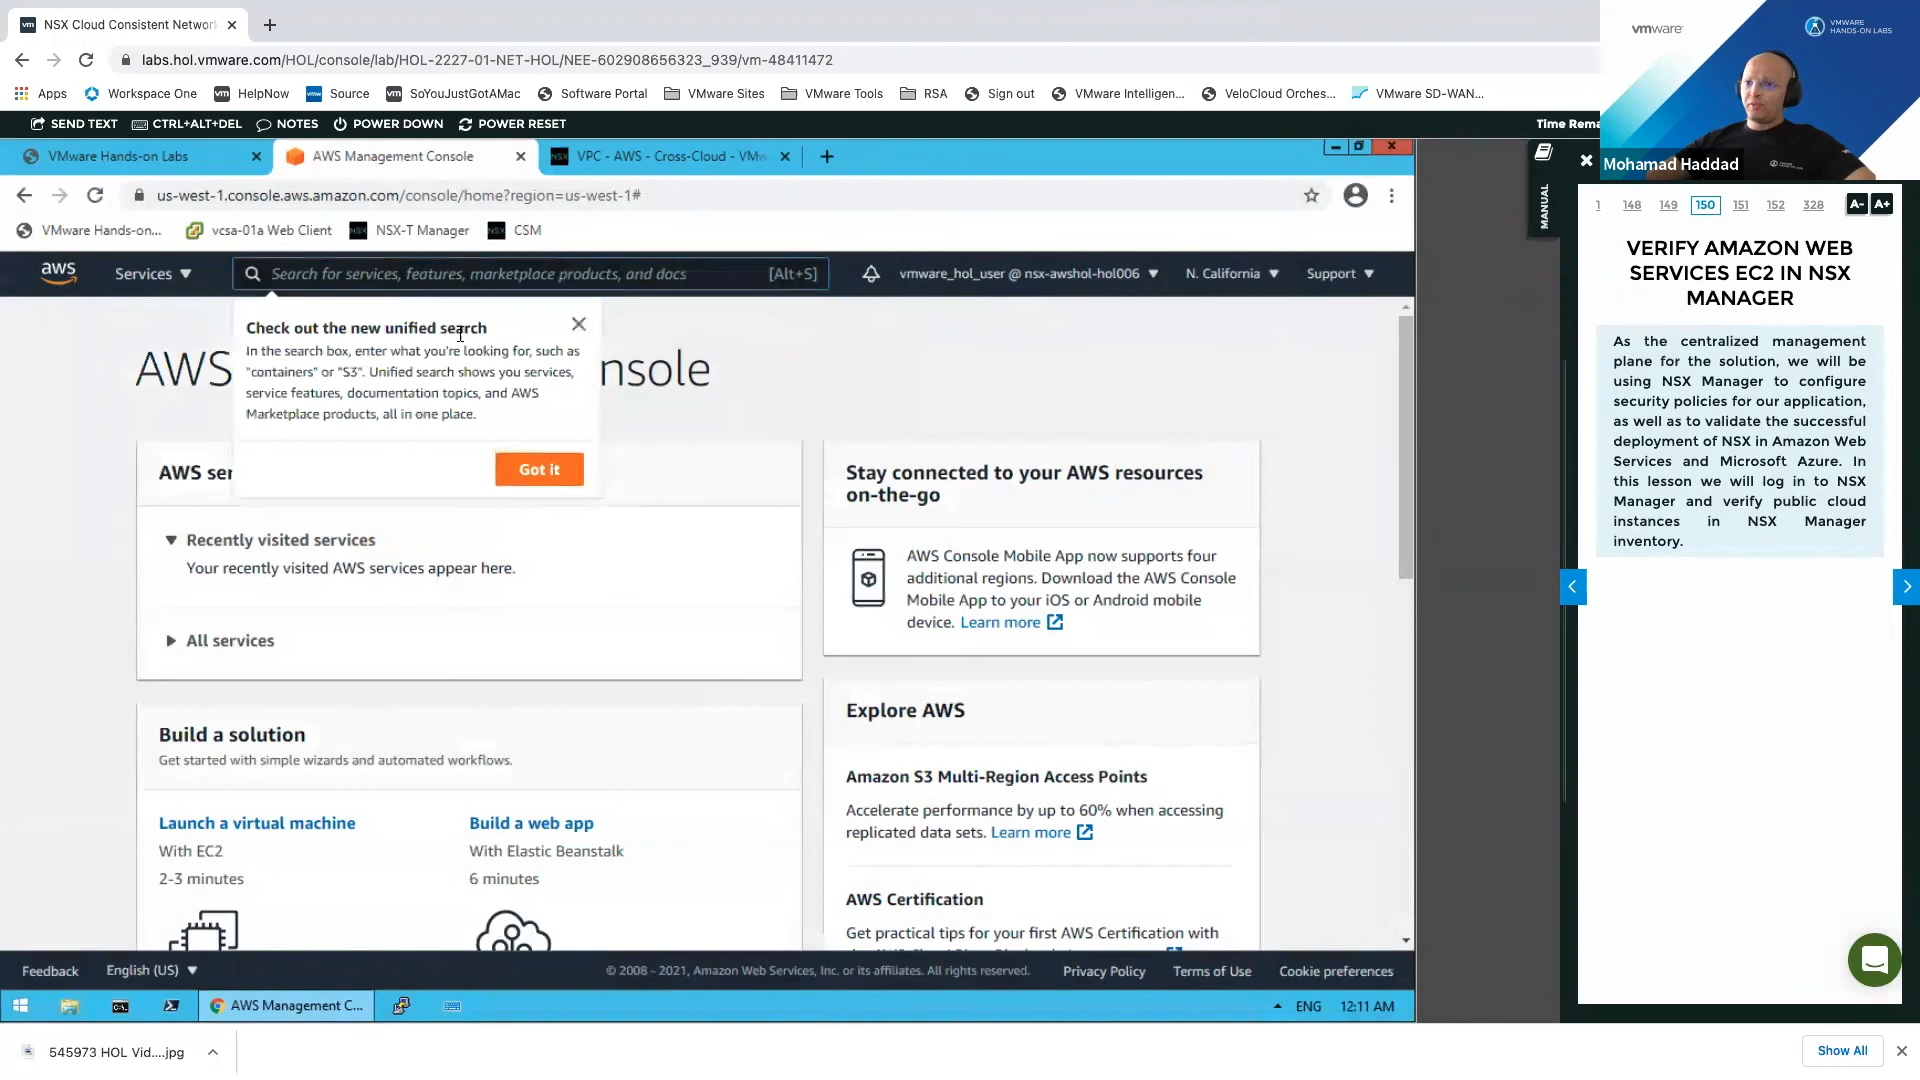 NSX Cloud Consistent Network
labs.hol.vmware.com/HOL/console/lab/HOL-2227-01-NET-HOL/NEE-602908656323_939/vm-48411472
Apps Workspace One HelpNow Source SoYouJustGotAMac Software Portal VMware Sites VMware Tools RSA Sign out VMware Intelligen... VeloCloud Orches... VMware SD-WAN...
vmware
VMWARE
HANDS-ON LABS
Mohamad Haddad
SEND TEXT CTRL+ALT+DEL NOTES POWER DOWN POWER RESET Time Rema
VMware Hands-on Labs AWS Management Console VPC - AWS - Cross-Cloud - VMw
us-west-1.console.aws.amazon.com/console/home?region=us-west-1#
VMware Hands-on... vcsa-01a Web Client NSX-T Manager CSM
aws Services Search for services, features, marketplace products, and docs [Alt+S] vmware_hol_user @ nsx-awshol-hol006 N. California Support
Check out the new unified search
In the search box, enter what you're looking for, such as
"containers" or "S3". Unified search shows you services,
service features, documentation topics, and AWS
Marketplace products, all in one place.
Got it
AWS nsole
AWS ser
Recently visited services
Your recently visited AWS services appear here.
All services
Build a solution
Get started with simple wizards and automated workflows.
Launch a virtual machine
With EC2
2-3 minutes
Build a web app
With Elastic Beanstalk
6 minutes
Stay connected to your AWS resources
on-the-go
AWS Console Mobile App now supports four
additional regions. Download the AWS Console
Mobile App to your iOS or Android mobile
device. Learn more
Explore AWS
Amazon S3 Multi-Region Access Points
Accelerate performance by up to 60% when accessing
replicated data sets. Learn more
AWS Certification
Get practical tips for your first AWS Certification with
Feedback English (US) © 2008 - 2021, Amazon Web Services, Inc. or its affiliates. All rights reserved. Privacy Policy Terms of Use Cookie preferences
AWS Management C... ENG 12:11 AM
MANUAL
1 148 149 150 151 152 328 A- A+
VERIFY AMAZON WEB
SERVICES EC2 IN NSX
MANAGER
As the centralized management
plane for the solution, we will be
using NSX Manager to configure
security policies for our application,
as well as to validate the successful
deployment of NSX in Amazon Web
Services and Microsoft Azure. In
this lesson we will log in to NSX
Manager and verify public cloud
instances in NSX Manager
inventory.
545973 HOL Vid....jpg
Show All